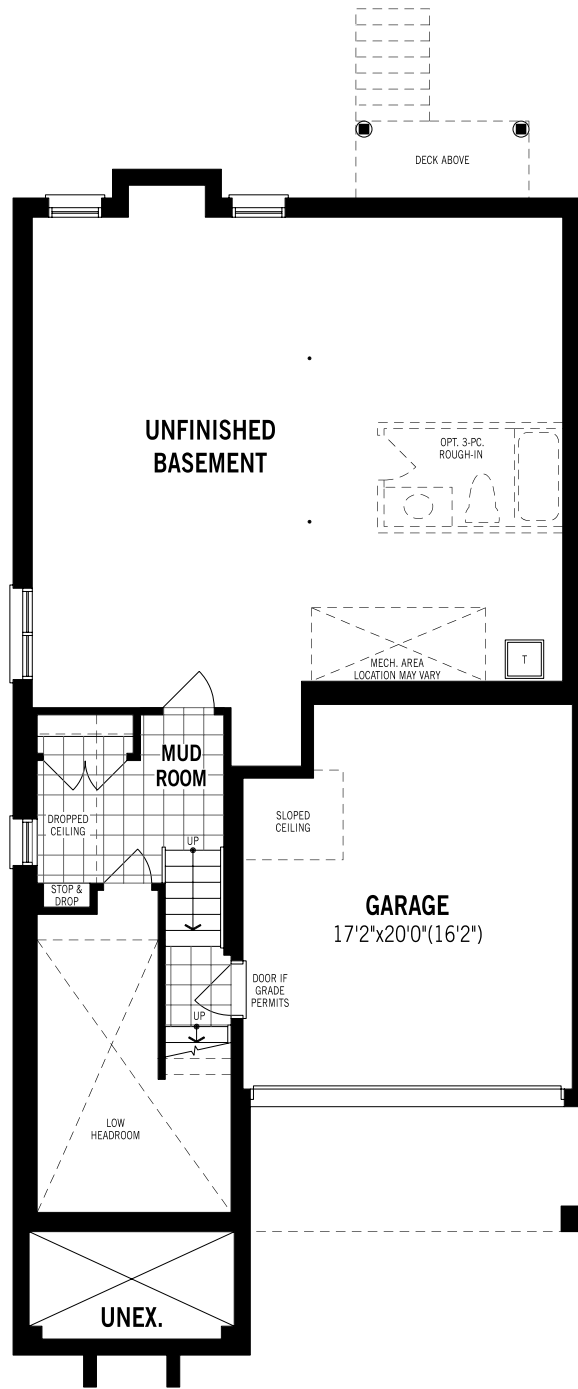 DECK ABOVE
UNFINISHED
BASEMENT
OPT. 3-PC.
ROUGH-IN
MECH. AREA
LOCATION MAY VARY
T
MUD
ROOM
DROPPED
CEILING
UP
SLOPED
CEILING
STOP &
DROP
GARAGE
17'2"x20'0"(16'2")
DOOR IF
GRADE
PERMITS
UP
LOW
HEADROOM
UNEX.